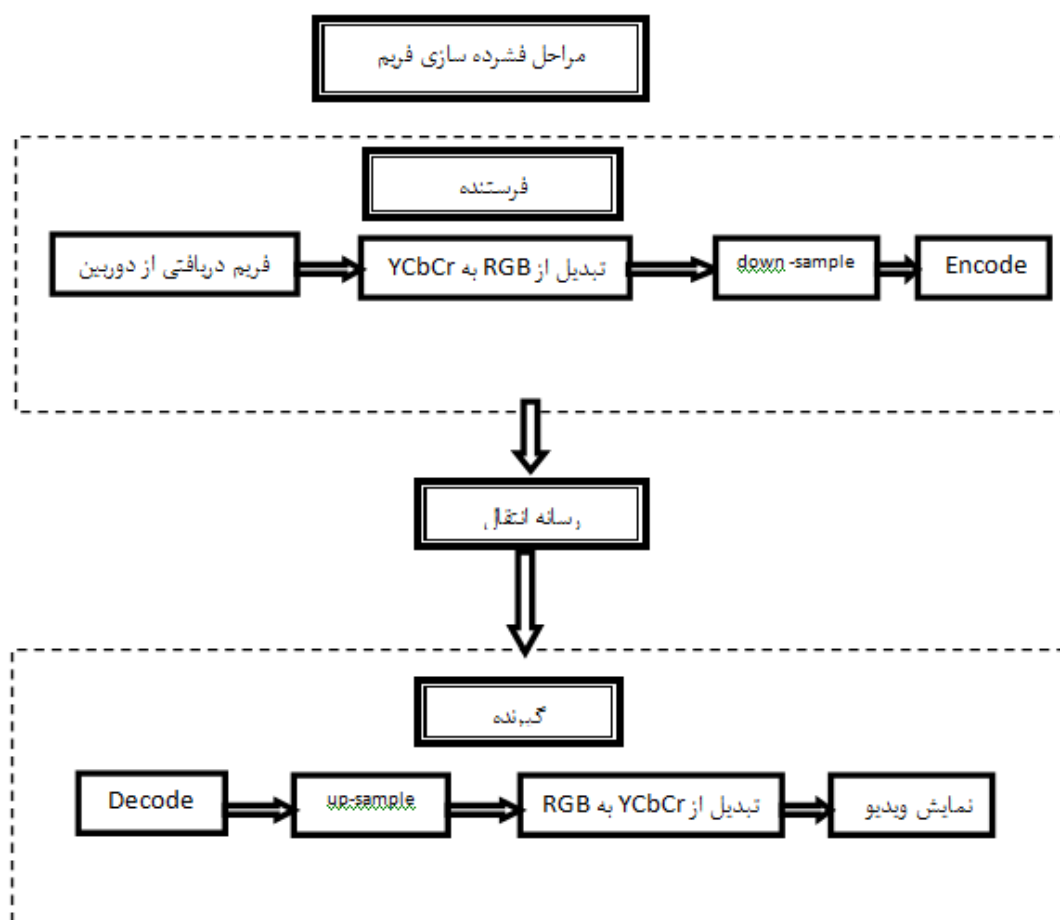 مراحل فشرده سازی فریم
فرستنده
فریم دریافتی از دوربین
تبدیل از RGB به YCbCr
down -sample
Encode
رسانه انتقال
گیرنده
Decode
up-sample
تبدیل از YCbCr به RGB
نمایش ویدیو